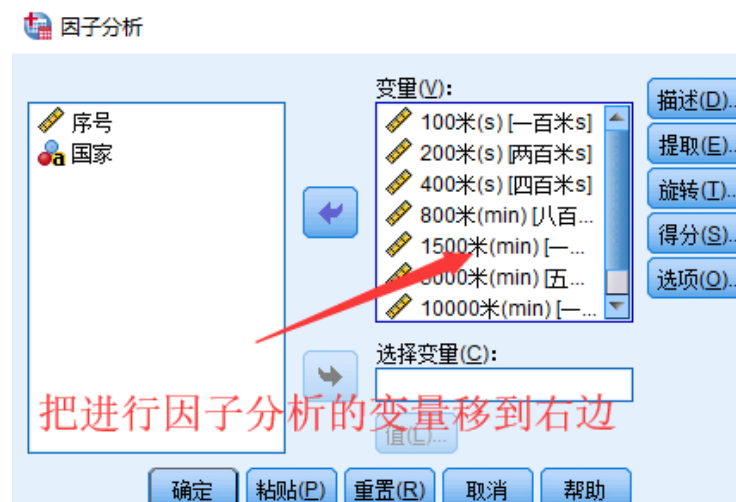 因子分析
变量(V):
序号
国家
100米(s) [一百米s]
200米(s) [两百米s]
400米(s) [四百米s]
800米(min) [八百...
1500米(min) [一...
5000米(min) [五...
10000米(min) [一...
描述(D)..
提取(E)..
旋转(T)..
得分(S)..
选项(O)..
选择变量(C):
把进行因子分析的变量移到右边
值(L)...
确定
粘贴(P)
重置(R)
取消
帮助